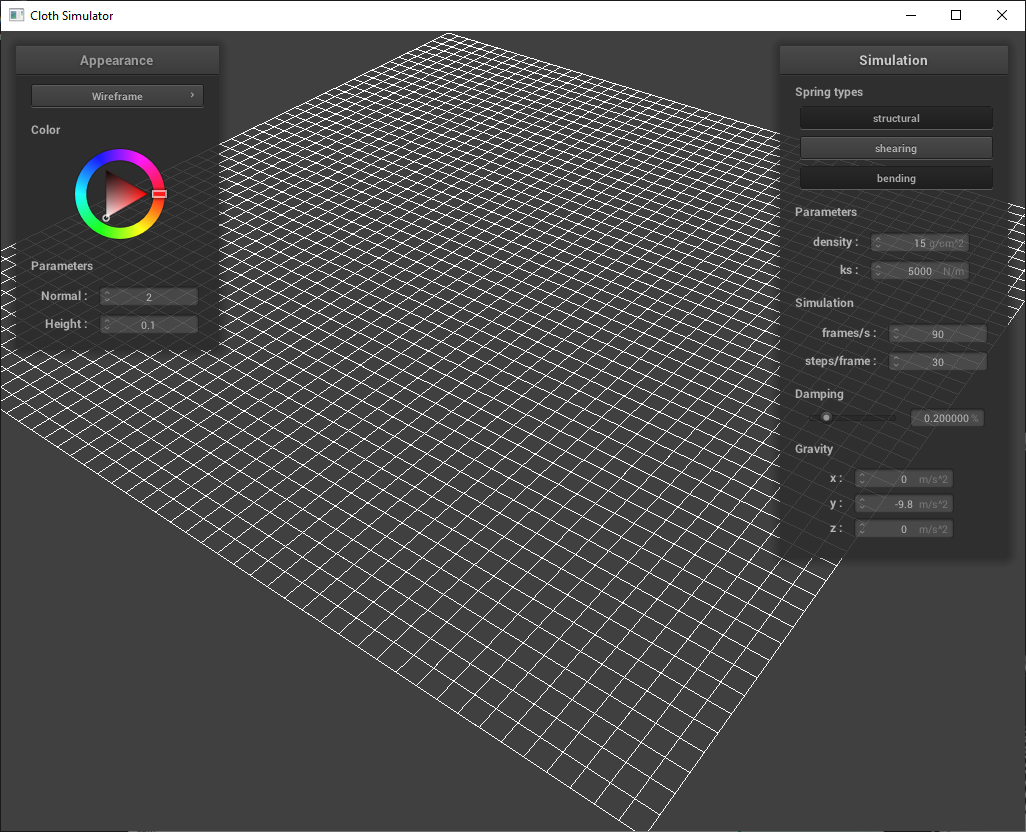 Cloth Simulator
Appearance
Wireframe
Color
Parameters
Normal : 2
Height : 0.1
Simulation
Spring types
structural
shearing
bending
Parameters
density : 15 g/cm^2
ks : 5000 N/m
Simulation
frames/s : 90
steps/frame : 30
Damping
0.200000 %
Gravity
x : 0 m/s^2
y : -9.8 m/s^2
z : 0 m/s^2